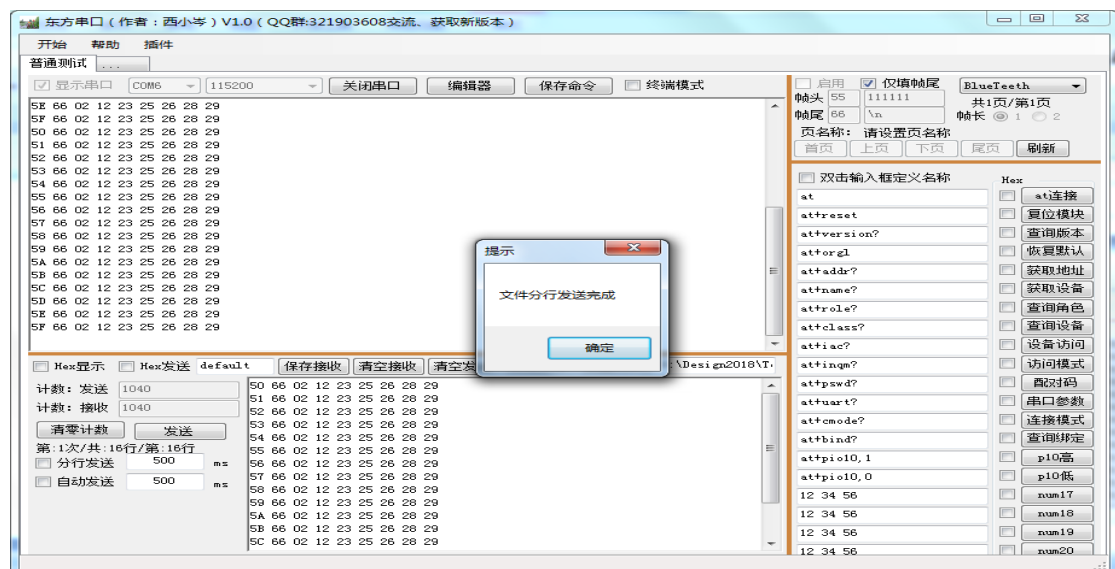 东方串口(作者:西小岑)V1.0(QQ群:321903608交流、获取新版本)
开始 帮助 插件
普通测试 ...
显示串口 COM6 115200 关闭串口 编辑器 保存命令 终端模式
5E 66 02 12 23 25 26 28 29
5F 66 02 12 23 25 26 28 29
50 66 02 12 23 25 26 28 29
51 66 02 12 23 25 26 28 29
52 66 02 12 23 25 26 28 29
53 66 02 12 23 25 26 28 29
54 66 02 12 23 25 26 28 29
55 66 02 12 23 25 26 28 29
56 66 02 12 23 25 26 28 29
57 66 02 12 23 25 26 28 29
58 66 02 12 23 25 26 28 29
59 66 02 12 23 25 26 28 29
5A 66 02 12 23 25 26 28 29
5B 66 02 12 23 25 26 28 29
5C 66 02 12 23 25 26 28 29
5D 66 02 12 23 25 26 28 29
5E 66 02 12 23 25 26 28 29
5F 66 02 12 23 25 26 28 29
提示
文件分行发送完成
确定
Hex显示 Hex发送 default 保存接收 清空接收 清空发 :\Design2018\T.
计数: 发送 1040
计数: 接收 1040
清零计数 发送
第:1次/共:16行/第:16行
分行发送 500 ms
自动发送 500 ms
50 66 02 12 23 25 26 28 29
51 66 02 12 23 25 26 28 29
52 66 02 12 23 25 26 28 29
53 66 02 12 23 25 26 28 29
54 66 02 12 23 25 26 28 29
55 66 02 12 23 25 26 28 29
56 66 02 12 23 25 26 28 29
57 66 02 12 23 25 26 28 29
58 66 02 12 23 25 26 28 29
59 66 02 12 23 25 26 28 29
5A 66 02 12 23 25 26 28 29
5B 66 02 12 23 25 26 28 29
5C 66 02 12 23 25 26 28 29
启用 仅填帧尾 BlueTeeth
帧头 55 111111 共1页/第1页
帧尾 66 \n 帧长 1 2
页名称: 请设置页名称
首页 上页 下页 尾页 刷新
双击输入框定义名称 Hex
at at连接
at+reset 复位模块
at+version? 查询版本
at+orgl 恢复默认
at+addr? 获取地址
at+name? 获取设备
at+role? 查询角色
at+class? 查询设备
at+iac? 设备访问
at+inqm? 访问模式
at+pswd? 配对码
at+uart? 串口参数
at+cmode? 连接模式
at+bind? 查询绑定
at+pio10,1 p10高
at+pio10,0 p10低
12 34 56 num17
12 34 56 num18
12 34 56 num19
12 34 56 num20